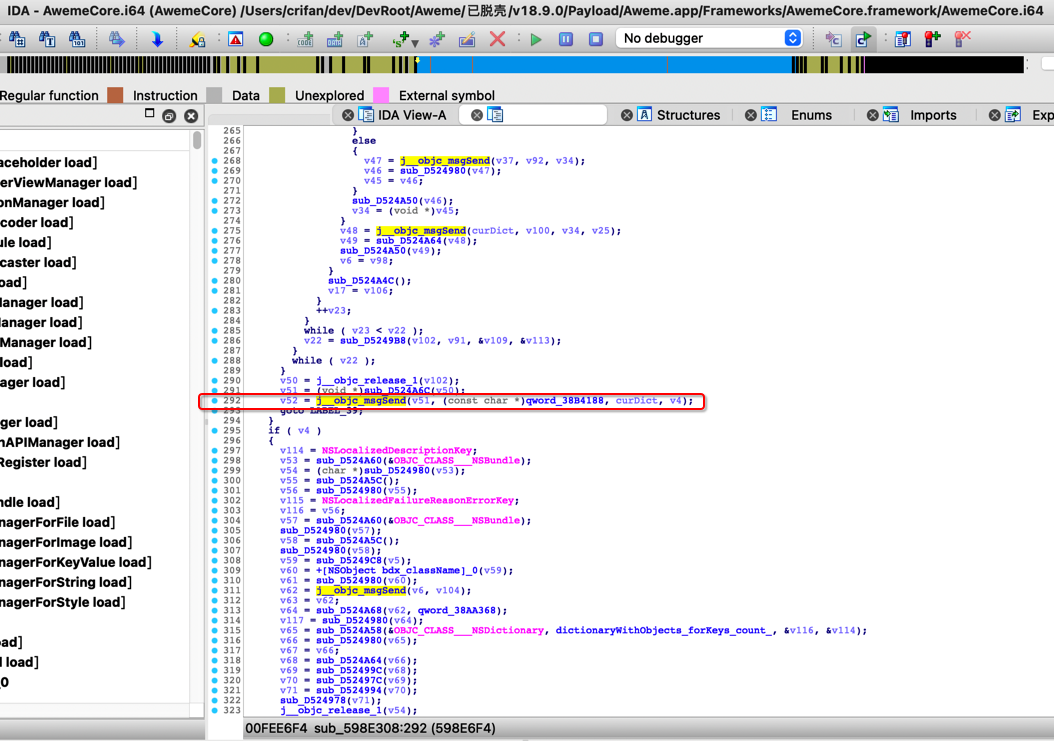 IDA - AwemeCore.i64 (AwemeCore) /Users/crifan/dev/DevRoot/Aweme/已脱壳/v18.9.0/Payload/Aweme.app/Frameworks/AwemeCore.framework/AwemeCore.i64
No debugger
Regular function Instruction Data Unexplored External symbol
IDA View-A Structures Enums Imports Exp
aceholder load]
erViewManager load]
onManager load]
coder load]
ule load]
caster load]
oad]
lanager load]
lanager load]
Manager load]
load]
ager load]
ger load]
nAPIManager load]
Register load]
ndle load]
nagerForFile load]
nagerForImage load]
nagerForKeyValue load]
nagerForString load]
nagerForStyle load]
oad]
d load]
_0
265 }
266 else
267 {
268 v47 = j__objc_msgSend(v37, v92, v34);
269 v46 = sub_D524980(v47);
270 v45 = v46;
271 }
272 sub_D524A50(v46);
273 v34 = (void *)v45;
274 }
275 v48 = j__objc_msgSend(curDict, v100, v34, v25);
276 v49 = sub_D524A64(v48);
277 sub_D524A50(v49);
278 v6 = v98;
279 }
280 sub_D524A4C();
281 v17 = v106;
282 }
283 ++v23;
284 }
285 while ( v23 < v22 );
286 v22 = sub_D5249B8(v102, v91, &v109, &v113);
287 }
288 while ( v22 );
289 }
290 v50 = j__objc_release_1(v102);
291 v51 = (void *)sub_D524A6C(v50);
292 v52 = j__objc_msgSend(v51, (const char *)qword_38B4188, curDict, v4);
293 goto LABEL_39;
294 }
295 if ( v4 )
296 {
297 v114 = NSLocalizedDescriptionKey;
298 v53 = sub_D524A60(&OBJC_CLASS___NSBundle);
299 v54 = (char *)sub_D524980(v53);
300 v55 = sub_D524A5C();
301 v56 = sub_D524980(v55);
302 v115 = NSLocalizedFailureReasonErrorKey;
303 v116 = v56;
304 v57 = sub_D524A60(&OBJC_CLASS___NSBundle);
305 sub_D524980(v57);
306 v58 = sub_D524A5C();
307 sub_D524980(v58);
308 v59 = sub_D5249C8(v5);
309 v60 = +[NSObject bdx_className]_0(v59);
310 v61 = sub_D524980(v60);
311 v62 = j__objc_msgSend(v6, v104);
312 v63 = v62;
313 v64 = sub_D524A68(v62, qword_38AA368);
314 v117 = sub_D524980(v64);
315 v65 = sub_D524A58(&OBJC_CLASS___NSDictionary, dictionaryWithObjects_forKeys_count_, &v116, &v114);
316 v66 = sub_D524980(v65);
317 v67 = v66;
318 v68 = sub_D524A64(v66);
319 v69 = sub_D52499C(v68);
320 v70 = sub_D52497C(v69);
321 v71 = sub_D524994(v70);
322 sub_D524978(v71);
323 j__objc_release_1(v54);
00FEE6F4 sub_598E308:292 (598E6F4)